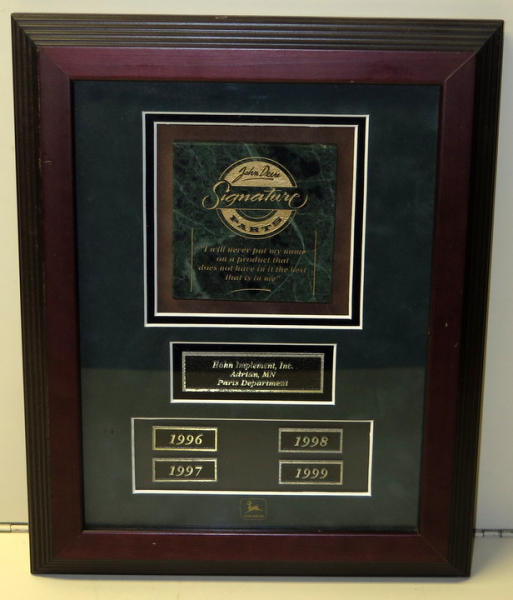 John Deere
Signature
PARTS
"I will never put my name
on a product that
does not have in it the best
that is in me"
Hohn Implement, Inc.
Adrian, MN
Parts Department
1996
1998
1997
1999